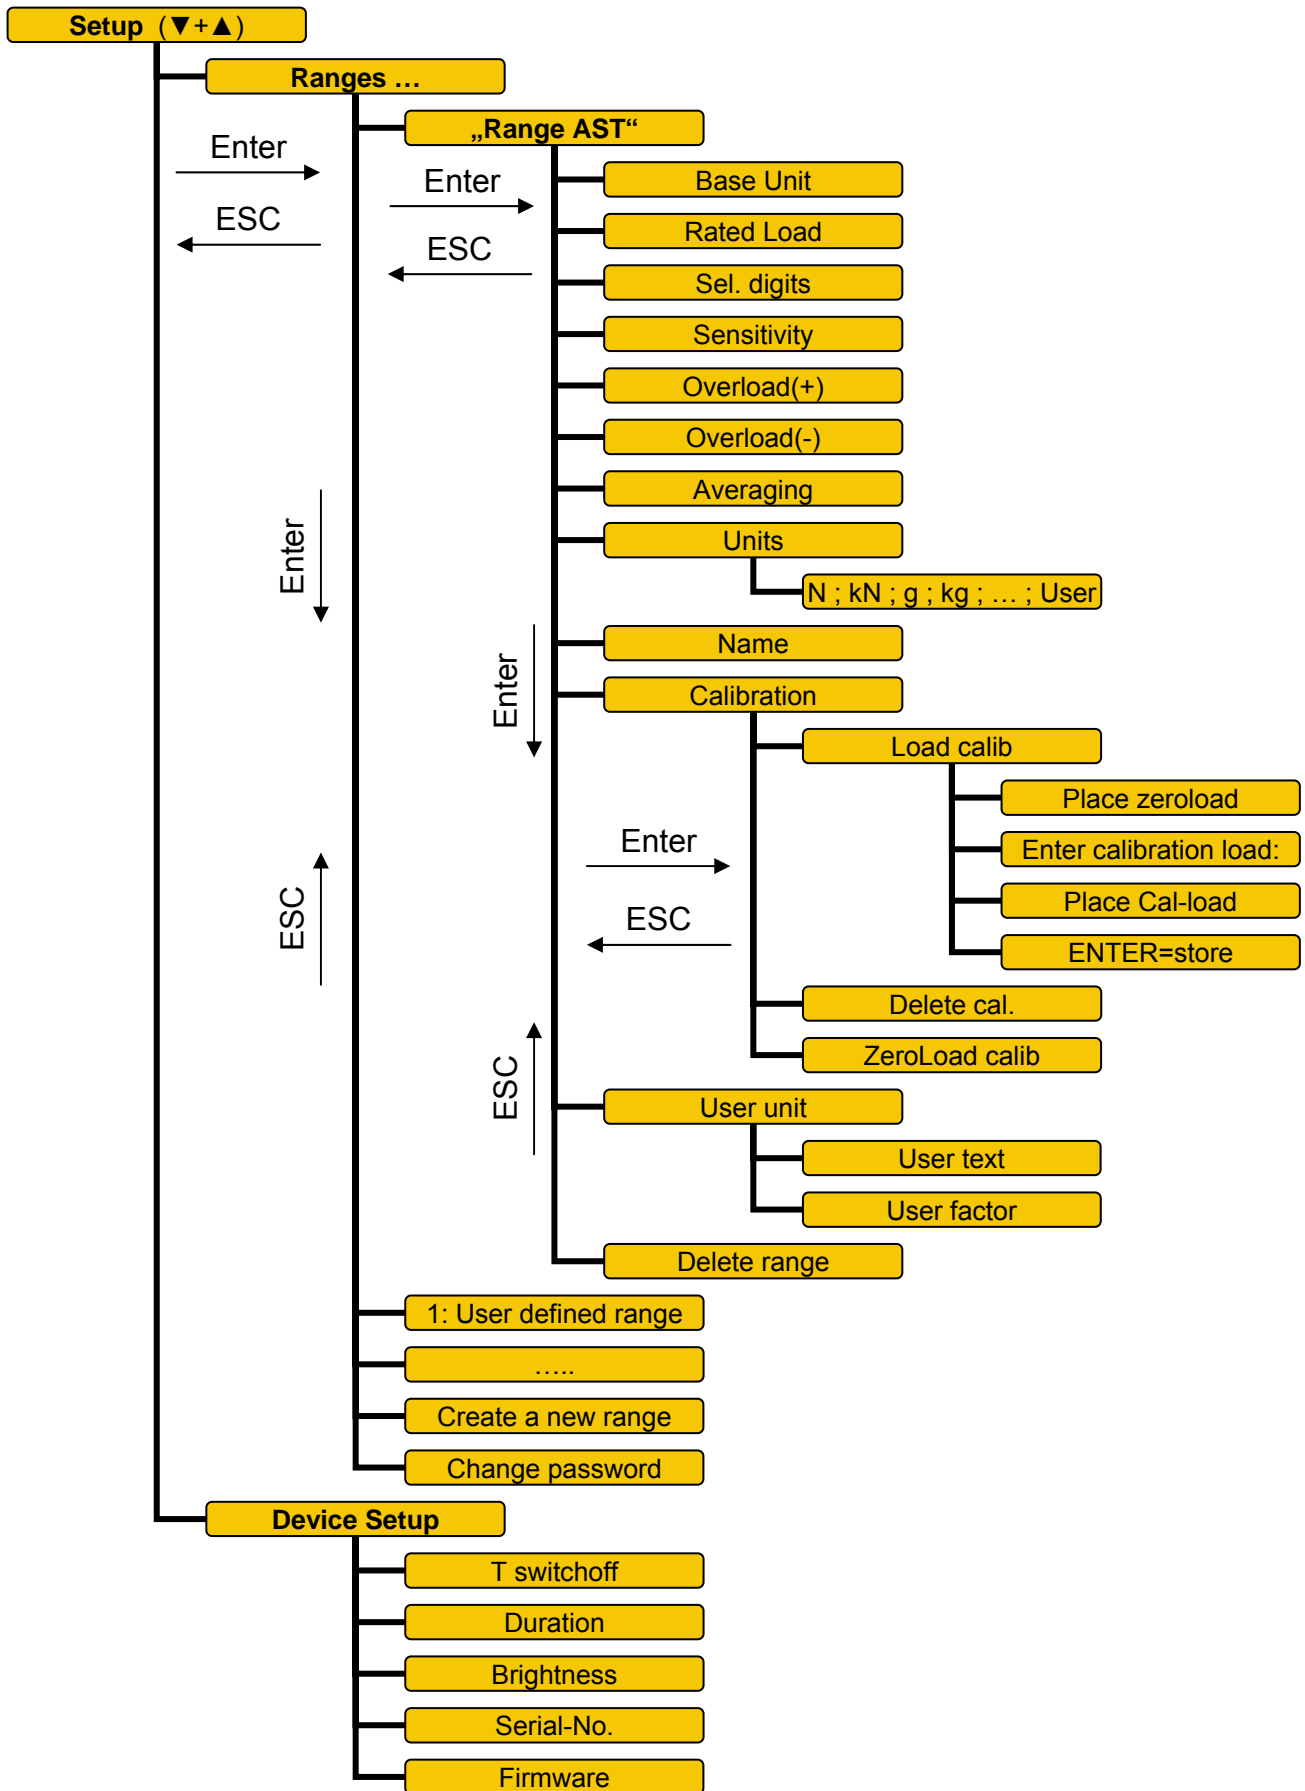 Setup (▼+▲)
Ranges ...
„Range AST“
Enter
ESC
Enter
ESC
Base Unit
Rated Load
Sel. digits
Sensitivity
Overload(+)
Overload(-)
Averaging
Units
N ; kN ; g ; kg ; … ; User
Enter
Enter
Name
Calibration
Load calib
Place zeroload
Enter calibration load:
Place Cal-load
ENTER=store
Enter
ESC
ESC
Delete cal.
ZeroLoad calib
ESC
User unit
User text
User factor
Delete range
1: User defined range
…..
Create a new range
Change password
Device Setup
T switchoff
Duration
Brightness
Serial-No.
Firmware